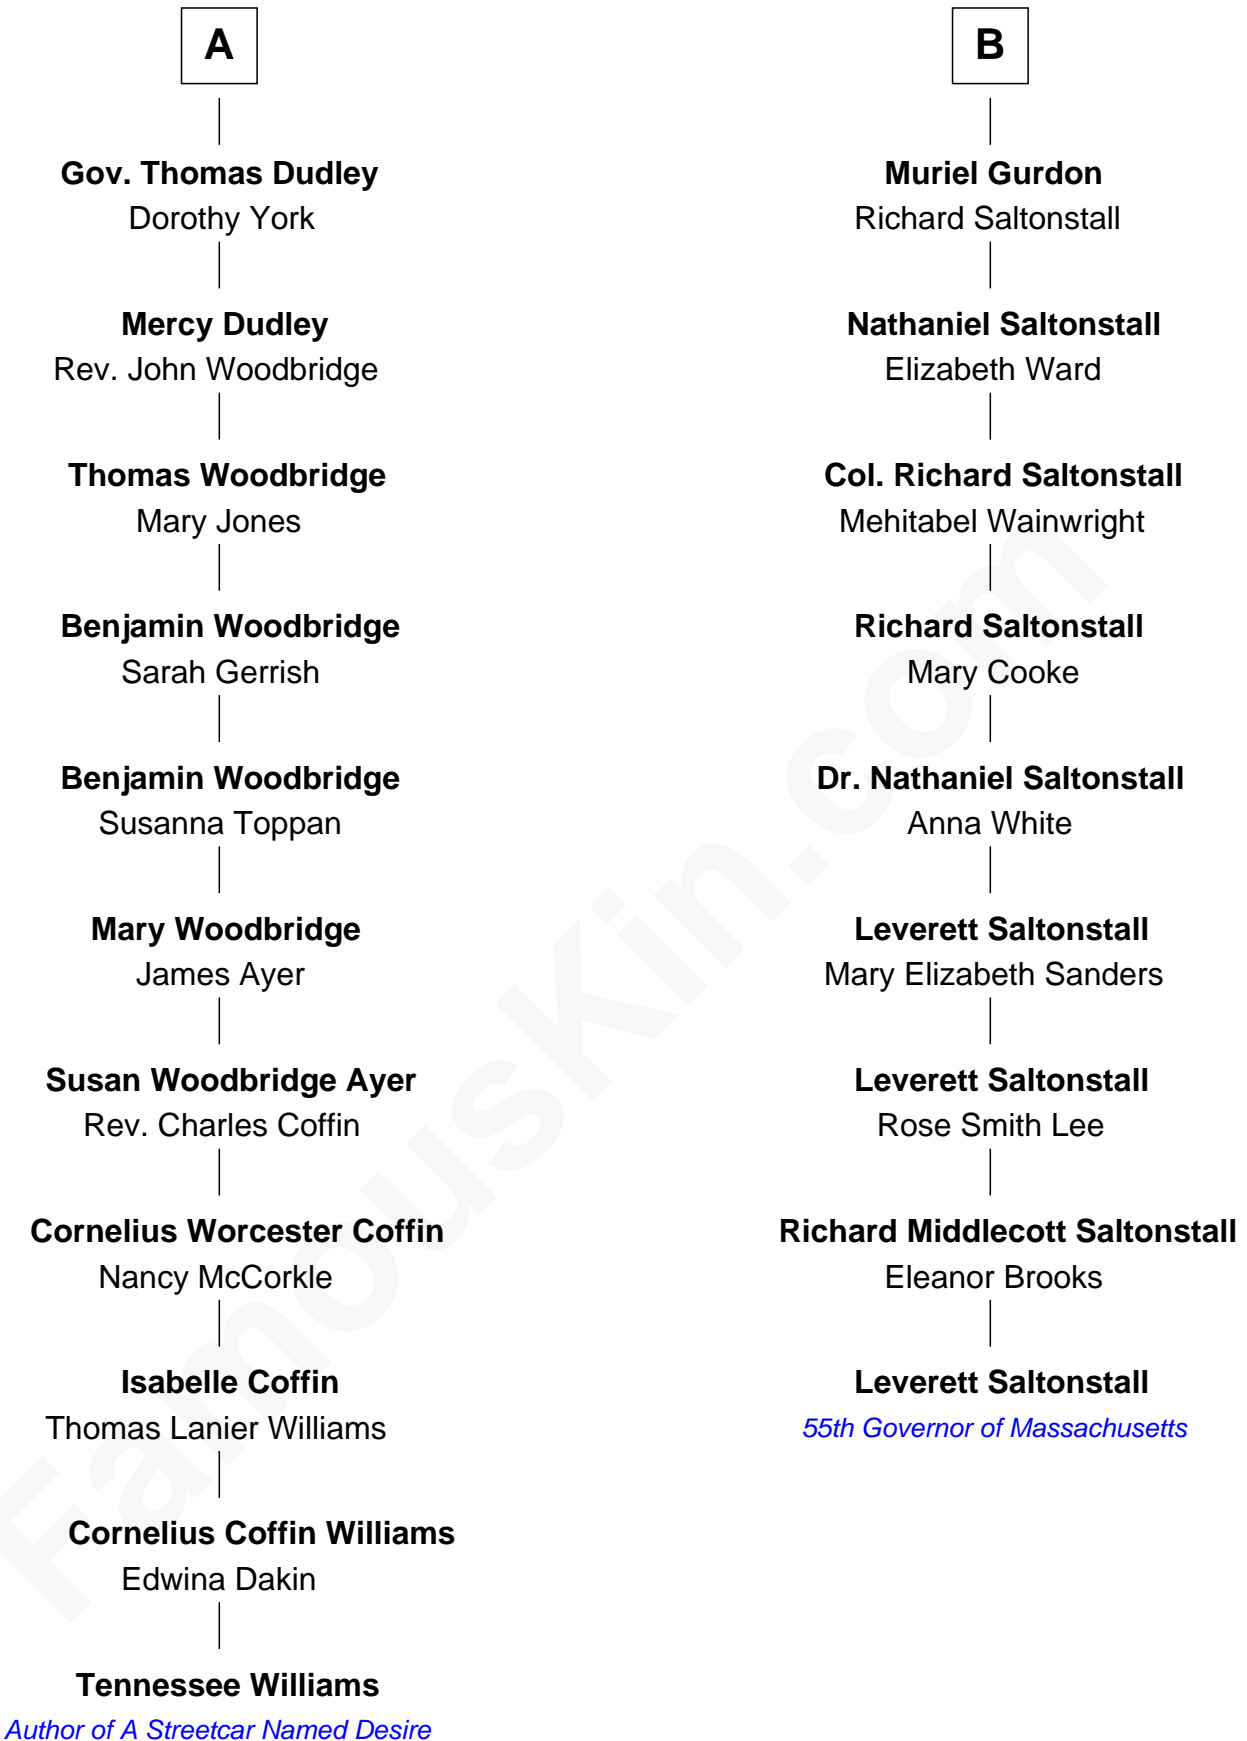 A
Gov. Thomas Dudley
Dorothy York
Mercy Dudley
Rev. John Woodbridge
Thomas Woodbridge
Mary Jones
Benjamin Woodbridge
Sarah Gerrish
Benjamin Woodbridge
Susanna Toppan
Mary Woodbridge
James Ayer
Susan Woodbridge Ayer
Rev. Charles Coffin
Cornelius Worcester Coffin
Nancy McCorkle
Isabelle Coffin
Thomas Lanier Williams
Cornelius Coffin Williams
Edwina Dakin
Tennessee Williams
Author of A Streetcar Named Desire
B
Muriel Gurdon
Richard Saltonstall
Nathaniel Saltonstall
Elizabeth Ward
Col. Richard Saltonstall
Mehitabel Wainwright
Richard Saltonstall
Mary Cooke
Dr. Nathaniel Saltonstall
Anna White
Leverett Saltonstall
Mary Elizabeth Sanders
Leverett Saltonstall
Rose Smith Lee
Richard Middlecott Saltonstall
Eleanor Brooks
Leverett Saltonstall
55th Governor of Massachusetts
FamousKin.com